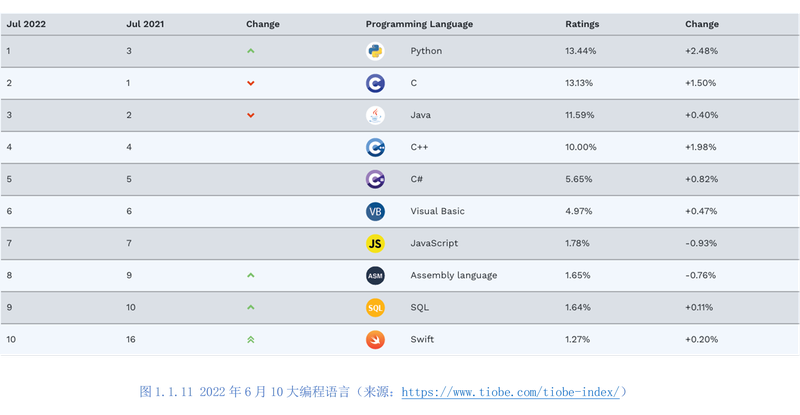 Jul 2022 Jul 2021 Change Programming Language Ratings Change
1 3 Python 13.44% +2.48%
2 1 C 13.13% +1.50%
3 2 Java 11.59% +0.40%
4 4 C++ 10.00% +1.98%
5 5 C# 5.65% +0.82%
6 6 VB Visual Basic 4.97% +0.47%
7 7 JS JavaScript 1.78% -0.93%
8 9 ASM Assembly language 1.65% -0.76%
9 10 SQL SQL 1.64% +0.11%
10 16 Swift 1.27% +0.20%
图 1.1.11 2022 年 6 月 10 大编程语言（来源：https://www.tiobe.com/tiobe-index/）